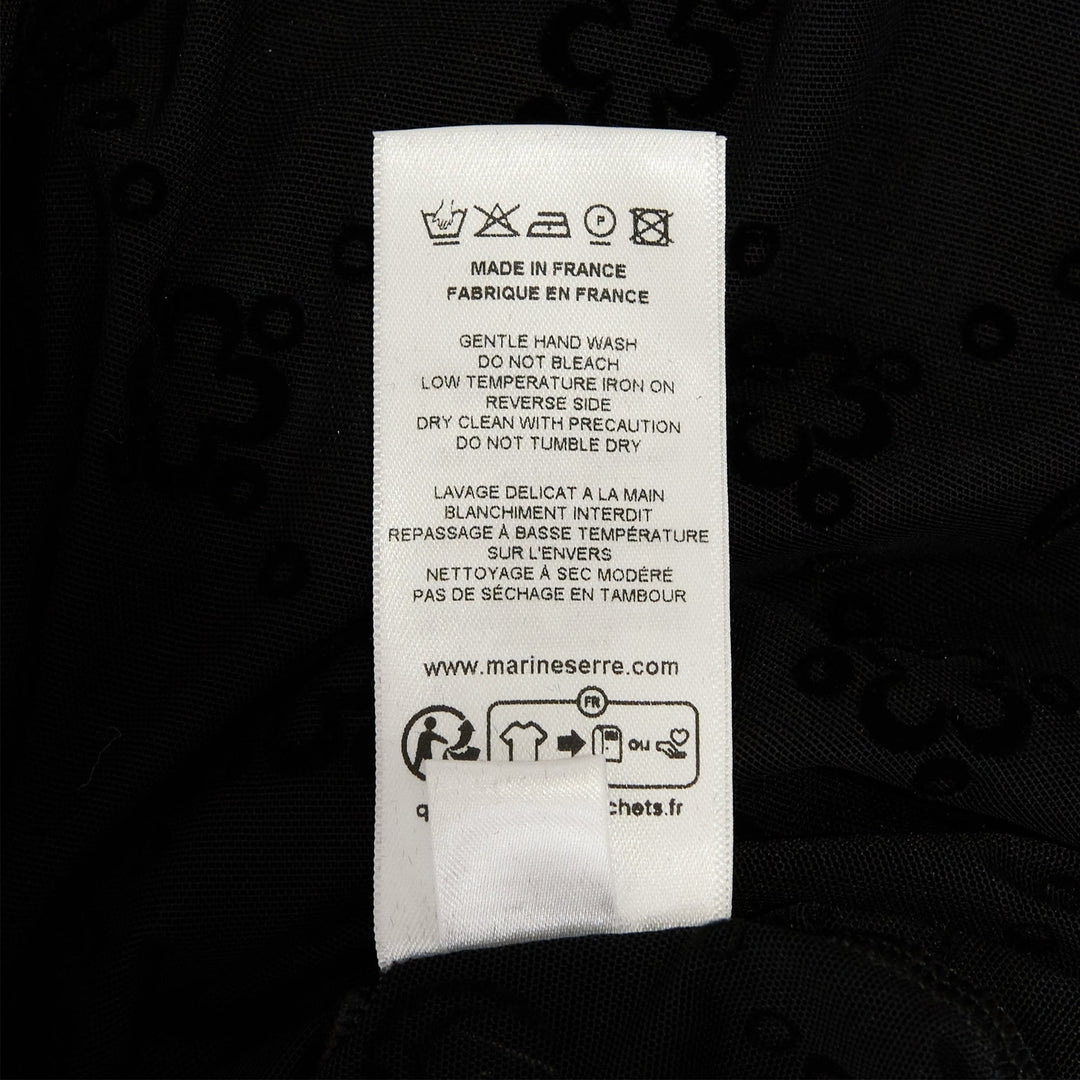 P
MADE IN FRANCE
FABRIQUE EN FRANCE
GENTLE HAND WASH
DO NOT BLEACH
LOW TEMPERATURE IRON ON
REVERSE SIDE
DRY CLEAN WITH PRECAUTION
DO NOT TUMBLE DRY
LAVAGE DELICAT A LA MAIN
BLANCHIMENT INTERDIT
REPASSAGE À BASSE TEMPÉRATURE
SUR L'ENVERS
NETTOYAGE À SEC MODÉRÉ
PAS DE SÉCHAGE EN TAMBOUR
www.marineserre.com
FR
OU
chets.fr